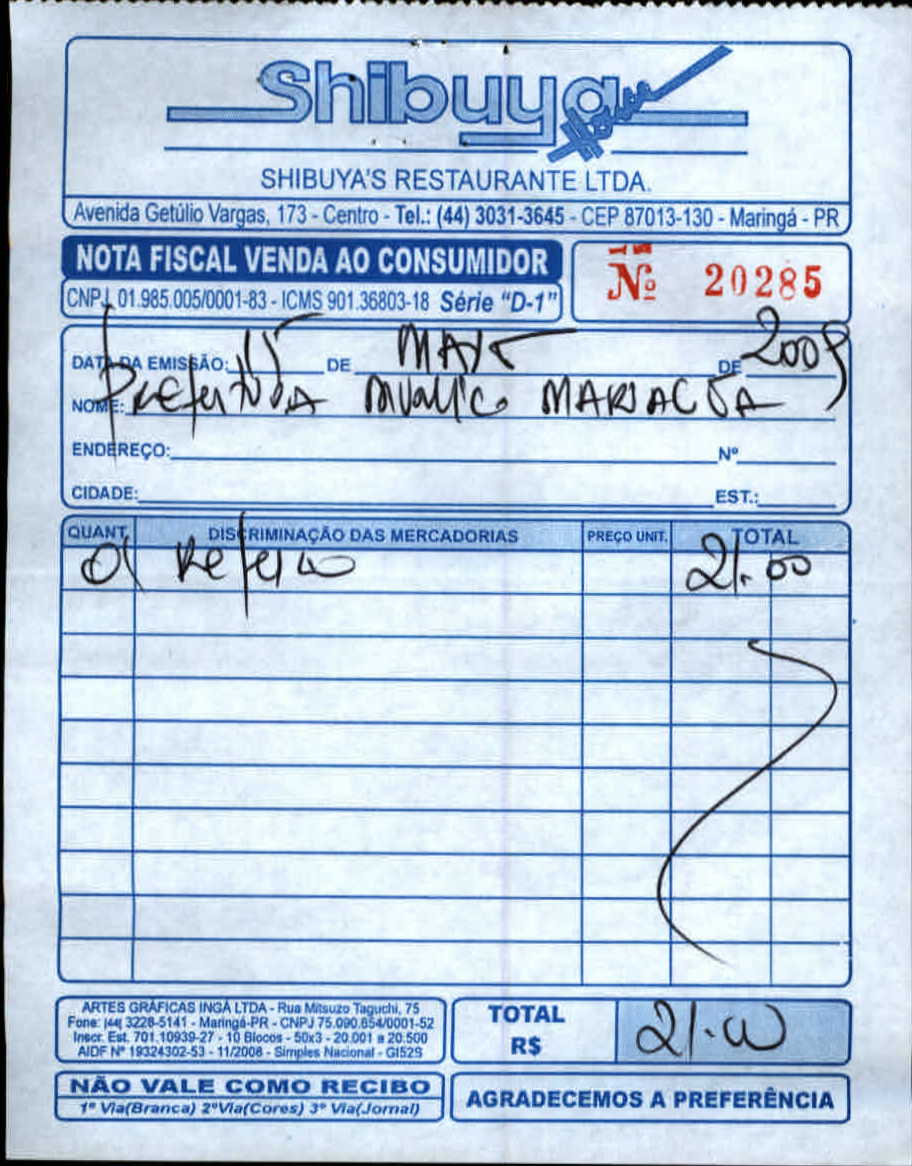 Shibuya House
SHIBUYA'S RESTAURANTE LTDA.
Avenida Getúlio Vargas, 173 - Centro - Tel.: (44) 3031-3645 - CEP 87013-130 - Maringá - PR
NOTA FISCAL VENDA AO CONSUMIDOR
CNPJ 01.985.005/0001-83 - ICMS 901.36803-18 Série "D-1"
Nº 20285
DATA DA EMISSÃO: 15 DE MAIO DE 2009
NOME:
ENDEREÇO: Nº
CIDADE: EST.:
QUANT. DISCRIMINAÇÃO DAS MERCADORIAS PREÇO UNIT. TOTAL
01 21.00
ARTES GRÁFICAS INGÁ LTDA - Rua Mitsuzo Taguchi, 75
Fone: (44) 3228-5141 - Maringá-PR - CNPJ 75.090.654/0001-52
Inscr. Est. 701.10939-27 - 10 Blocos - 50x3 - 20.001 a 20.500
AIDF Nº 19324302-53 - 11/2008 - Simples Nacional - GI529
TOTAL
R$ 21.00
NÃO VALE COMO RECIBO
1ª Via(Branca) 2ªVia(Cores) 3ª Via(Jornal)
AGRADECEMOS A PREFERÊNCIA